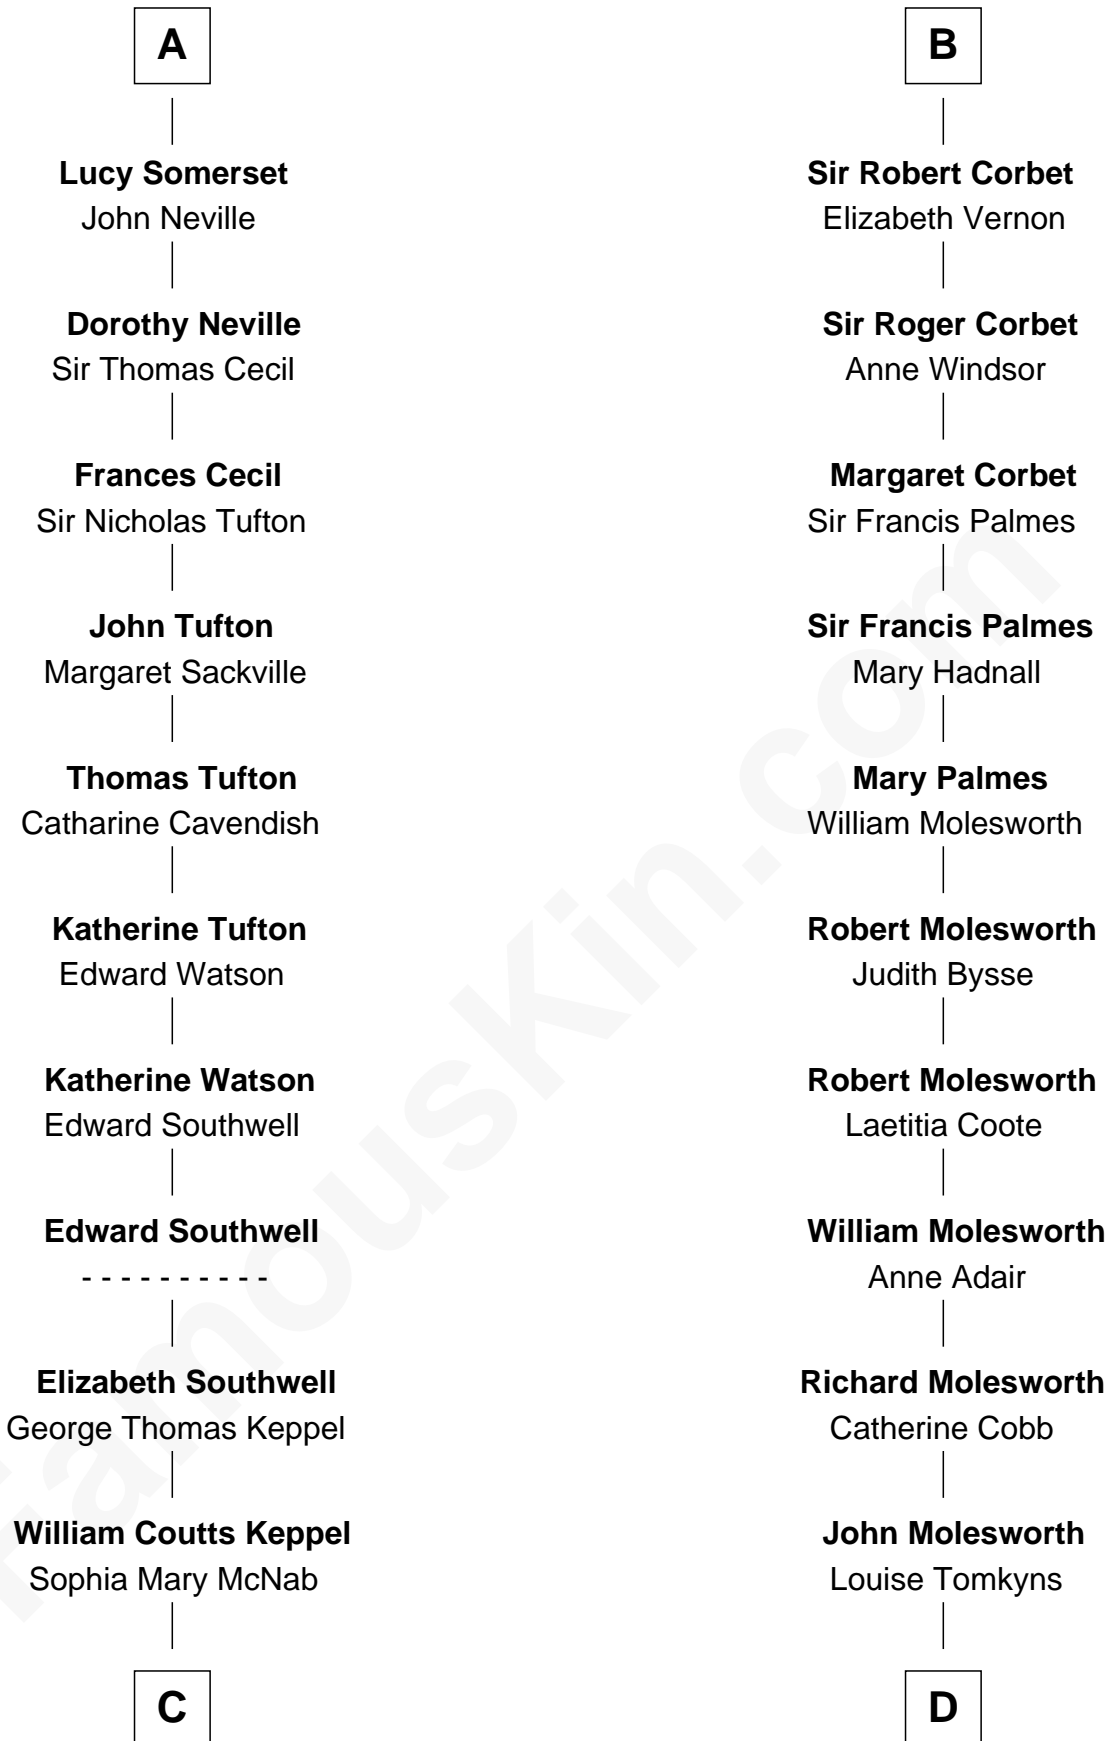 A
Lucy Somerset
John Neville
Dorothy Neville
Sir Thomas Cecil
Frances Cecil
Sir Nicholas Tufton
John Tufton
Margaret Sackville
Thomas Tufton
Catharine Cavendish
Katherine Tufton
Edward Watson
Katherine Watson
Edward Southwell
Edward Southwell
- - - - - - - - - -
Elizabeth Southwell
George Thomas Keppel
William Coutts Keppel
Sophia Mary McNab
C
B
Sir Robert Corbet
Elizabeth Vernon
Sir Roger Corbet
Anne Windsor
Margaret Corbet
Sir Francis Palmes
Sir Francis Palmes
Mary Hadnall
Mary Palmes
William Molesworth
Robert Molesworth
Judith Bysse
Robert Molesworth
Laetitia Coote
William Molesworth
Anne Adair
Richard Molesworth
Catherine Cobb
John Molesworth
Louise Tomkyns
D
FamousKin.com